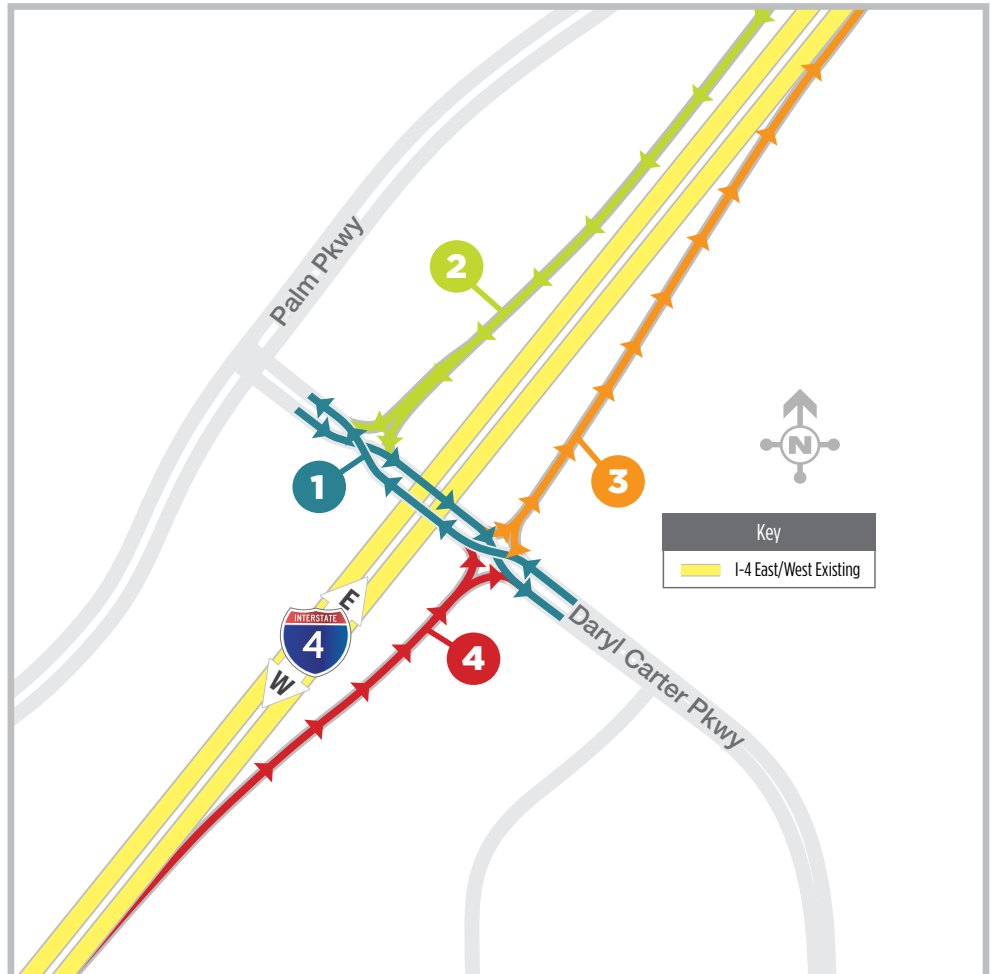 Palm Pkwy
2
1
3
N
Key
I-4 East/West Existing
E
INTERSTATE
4
W
4
Daryl Carter Pkwy